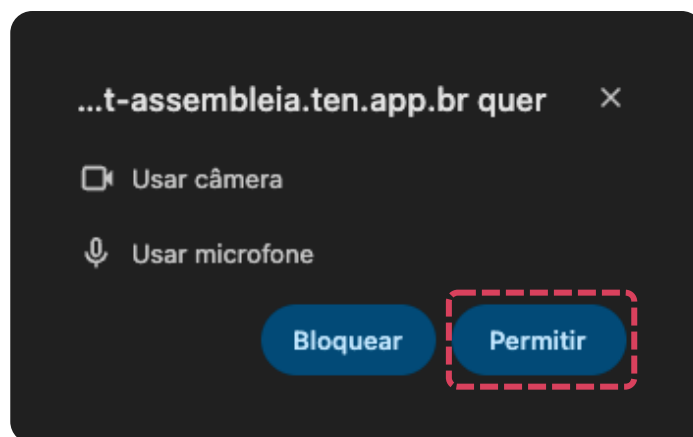 ...t-assembleia.ten.app.br quer
Usar câmera
Usar microfone
Bloquear Permitir